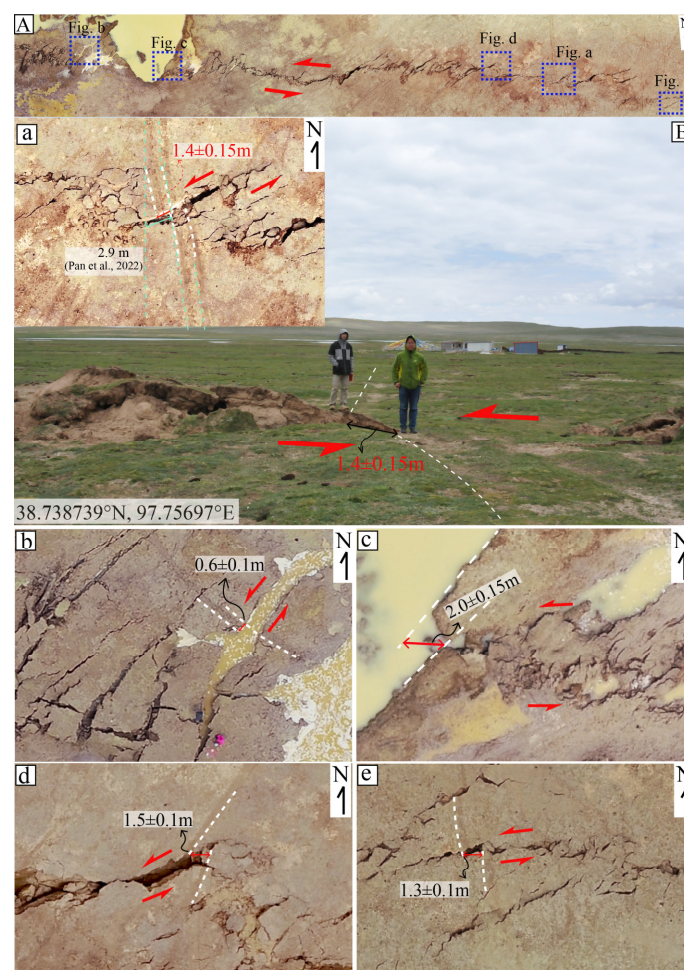 A
Fig. b
Fig. c
Fig. d
Fig. a
Fig.
N
a
1.4±0.15m
N
2.9 m
(Pan et al., 2022)
1.4±0.15m
38.738739°N, 97.75697°E
b
0.6±0.1m
N
c
2.0±0.15m
N
d
1.5±0.1m
N
e
1.3±0.1m
N